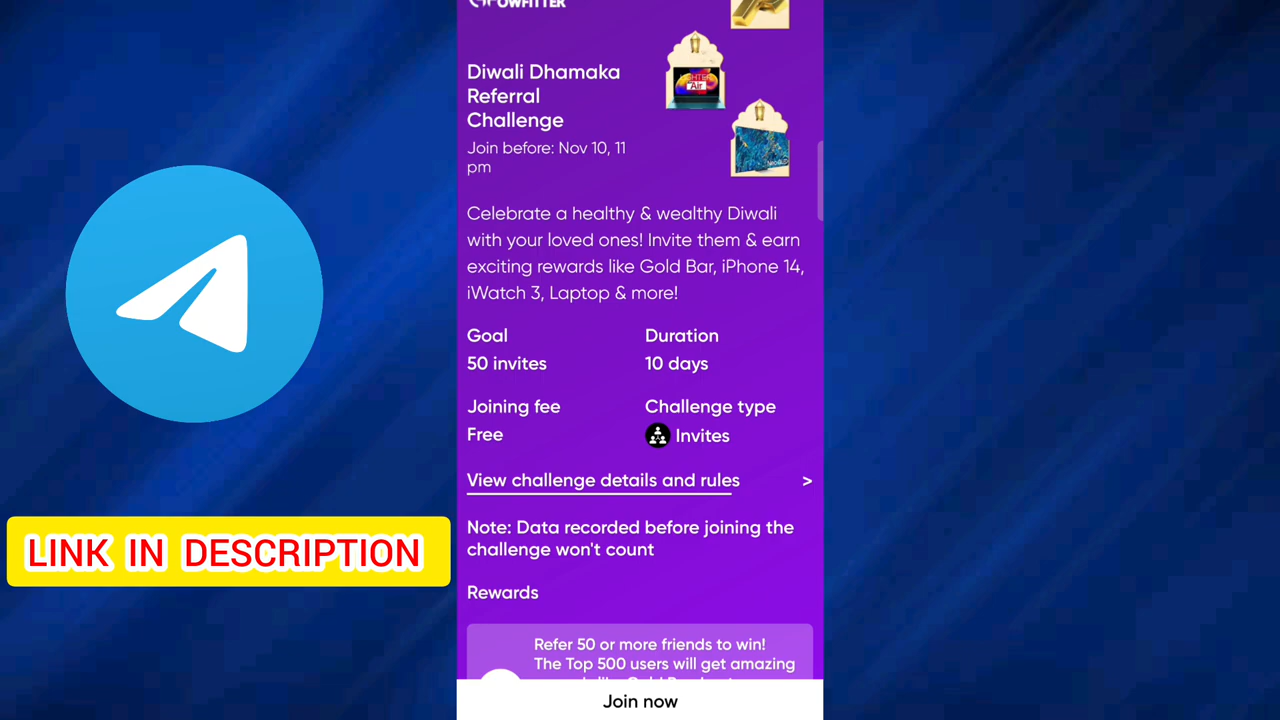 Diwali Dhamaka
Referral
Challenge
Join before: Nov 10, 11
pm
Celebrate a healthy & wealthy Diwali
with your loved ones! Invite them & earn
exciting rewards like Gold Bar, iPhone 14,
iWatch 3, Laptop & more!
Goal
Duration
50 invites
10 days
Joining fee
Challenge type
Free
Invites
View challenge details and rules
>
Note: Data recorded before joining the
challenge won't count
Rewards
Refer 50 or more friends to win!
The Top 500 users will get amazing
Join now
LINK IN DESCRIPTION